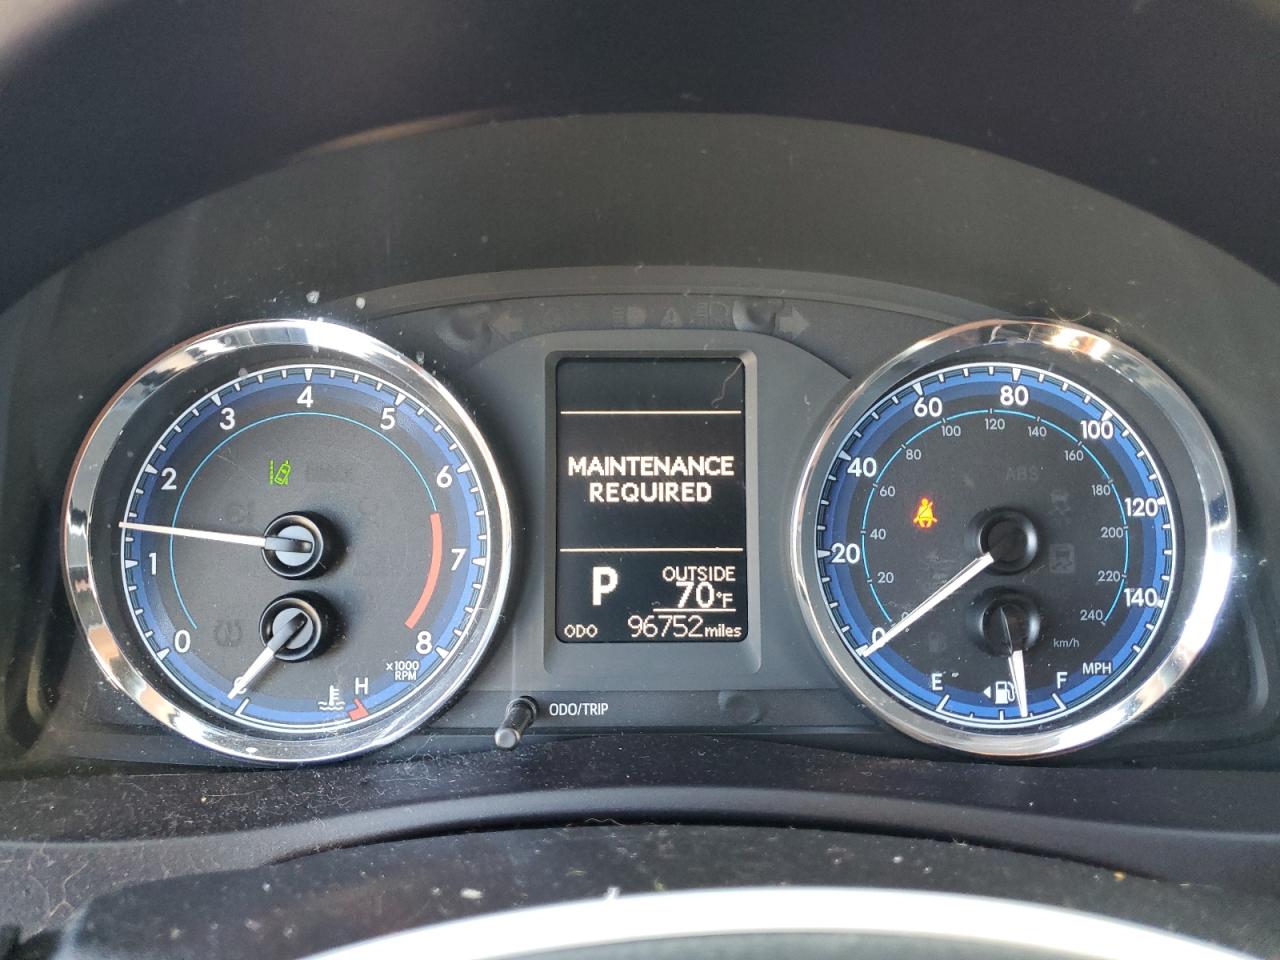 0
1
2
3
4
5
6
7
8
×1000
RPM
H
MAINTENANCE
REQUIRED
P
OUTSIDE
70°F
ODO 96752 miles
ODO/TRIP
0
20
40
60
80
100
120
140
MPH
20
40
60
80
100
120
140
160
180
200
220
240
km/h
ABS
E
F